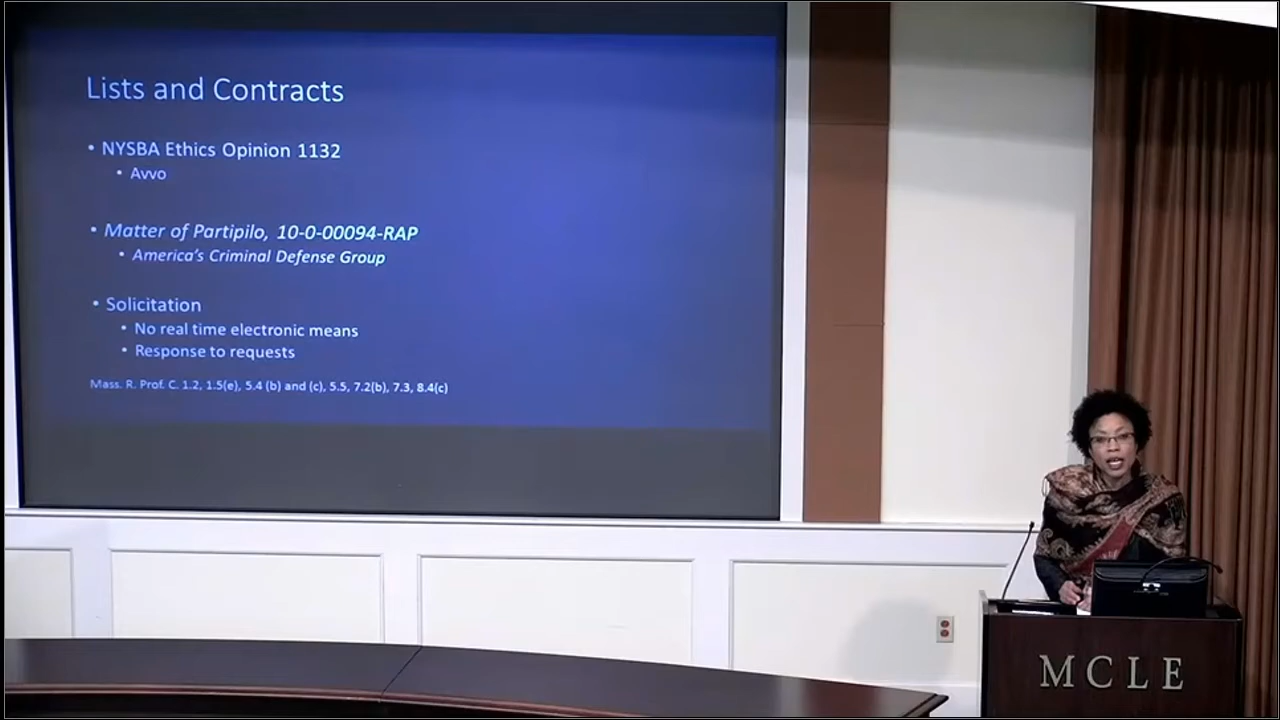 Lists and Contracts
• NYSBA Ethics Opinion 1132
• Avvo
• Matter of Partipilo, 10-0-00094-RAP
• America's Criminal Defense Group
• Solicitation
• No real time electronic means
• Response to requests
Mass. R. Prof. C. 1.2, 1.5(e), 5.4 (b) and (c), 5.5, 7.2(b), 7.3, 8.4(c)
MCLE